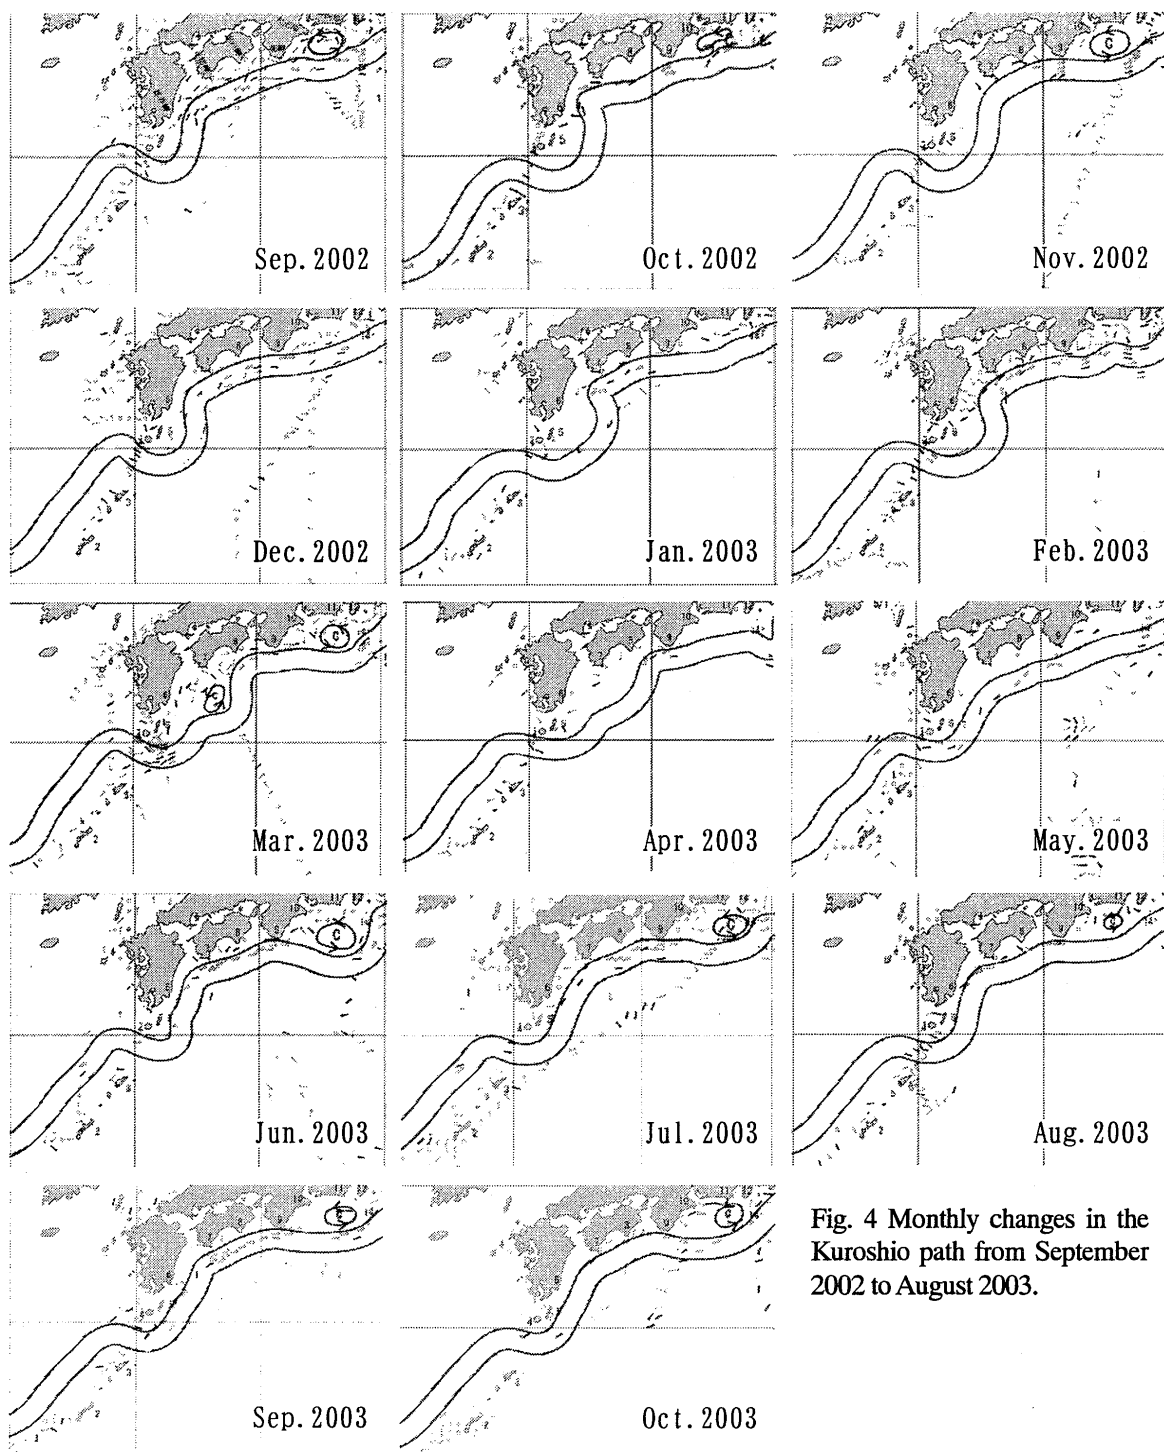 Sep.2002
Oct.2002
Nov.2002
Dec.2002
Jan.2003
Feb.2003
Mar.2003
Apr.2003
May.2003
Jun.2003
Jul.2003
Aug.2003
Sep.2003
Oct.2003
Fig. 4 Monthly changes in the
Kuroshio path from September
2002 to August 2003.